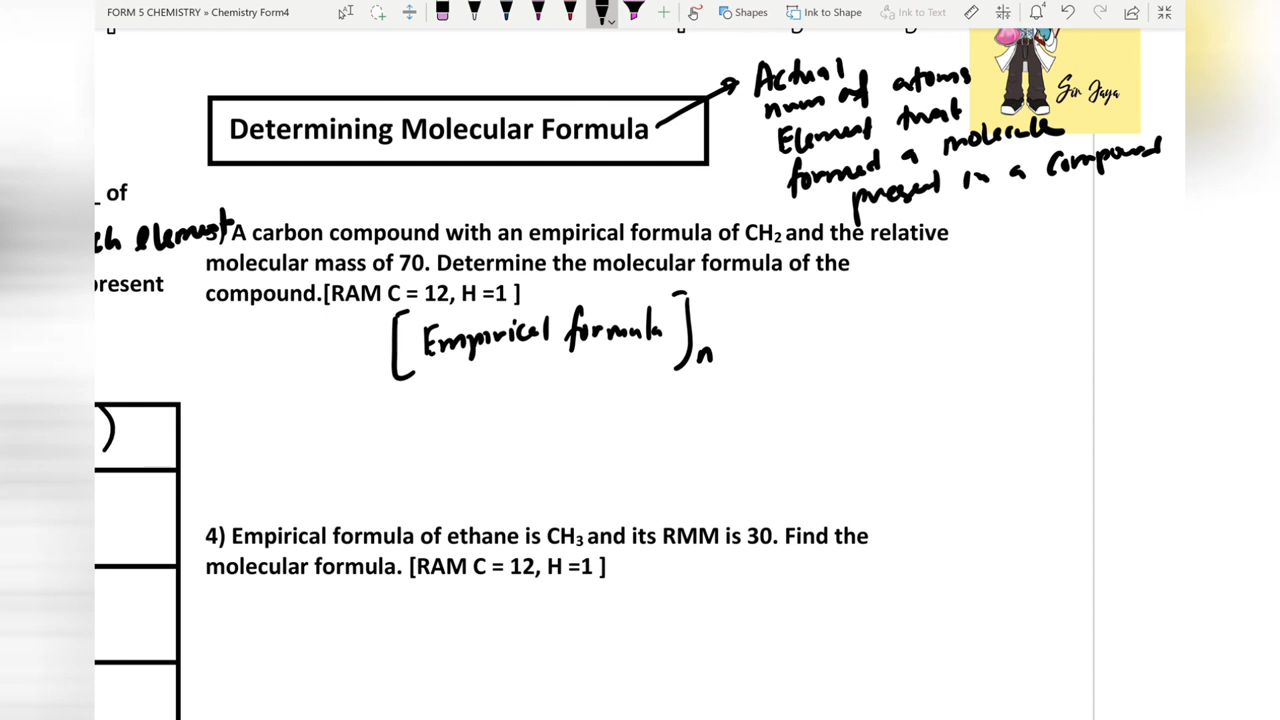 FORM 5 CHEMISTRY » Chemistry Form4
Shapes
Ink to Shape
Ink to Text
4
Determining Molecular Formula
Actual
num of atoms
Element that
formed a molecule
present in a compound
Sir Jaya
_ of
ch element
present
3) A carbon compound with an empirical formula of CH₂ and the relative
molecular mass of 70. Determine the molecular formula of the
compound.[RAM C = 12, H =1 ]
[Empirical formula]n
)
4) Empirical formula of ethane is CH₃ and its RMM is 30. Find the
molecular formula. [RAM C = 12, H =1 ]